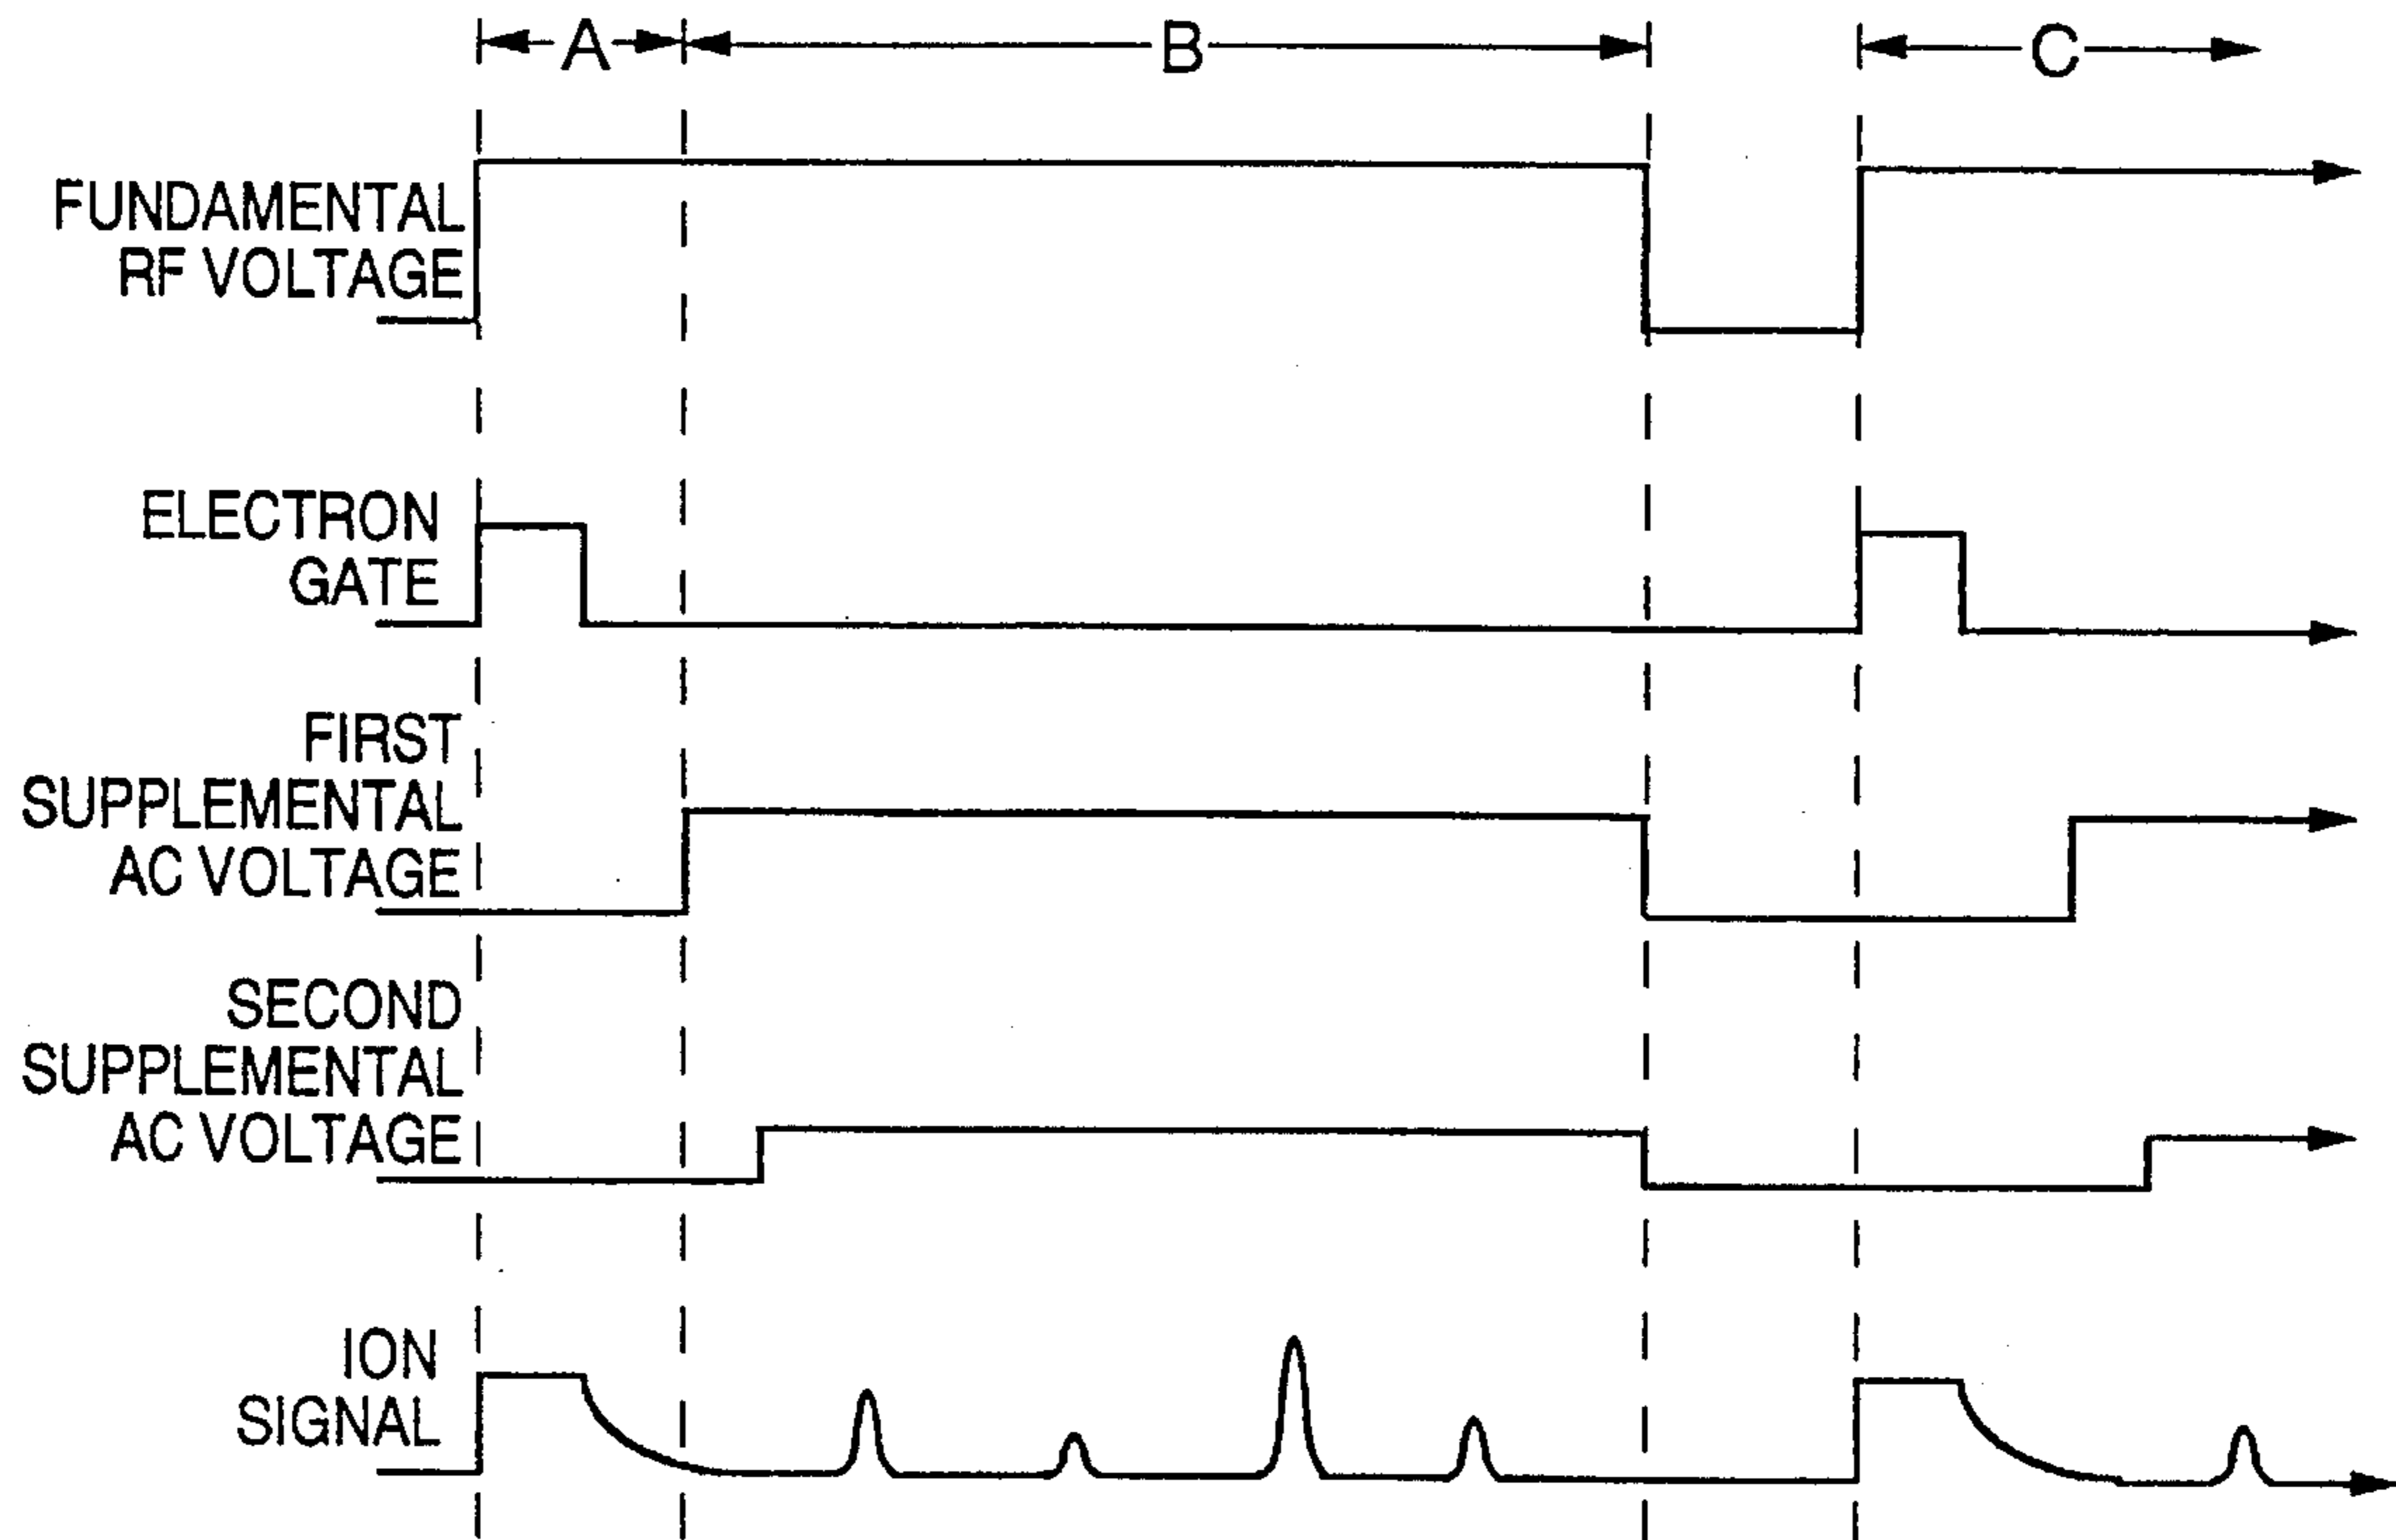 A B C
FUNDAMENTAL
RF VOLTAGE
ELECTRON
GATE
FIRST
SUPPLEMENTAL
AC VOLTAGE
SECOND
SUPPLEMENTAL
AC VOLTAGE
ION
SIGNAL